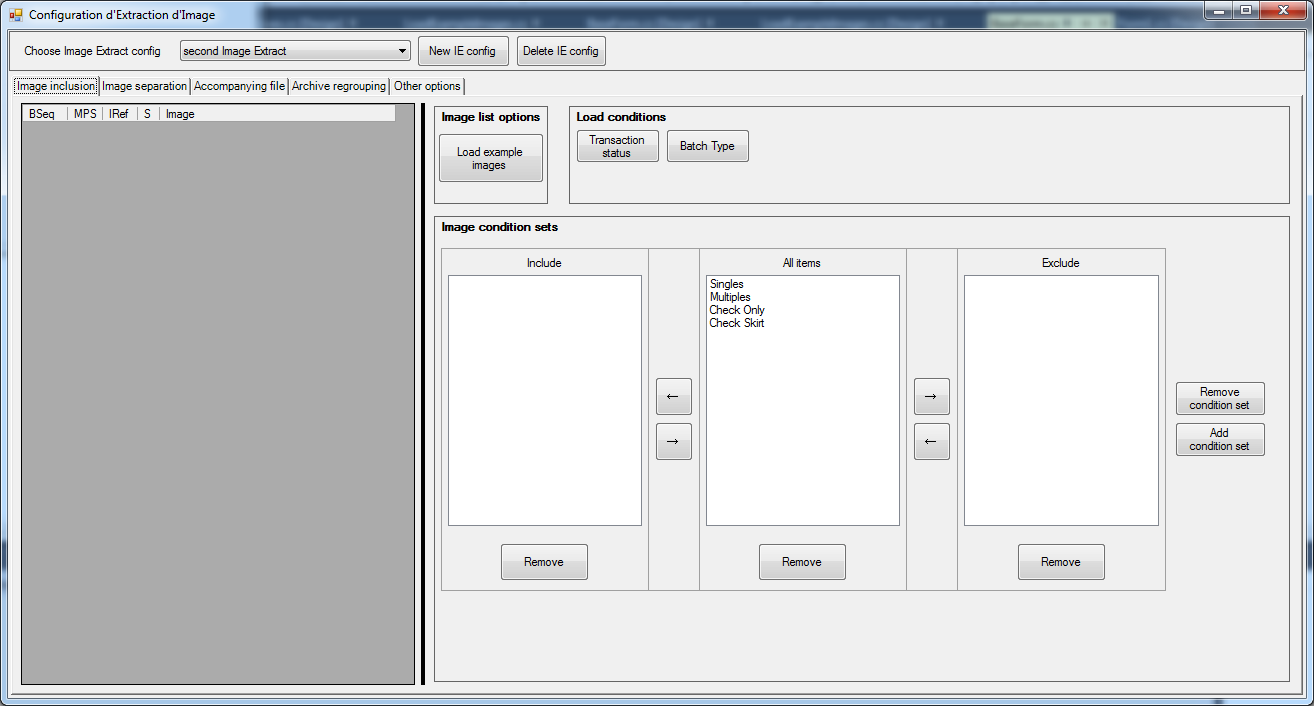 Configuration d'Extraction d'Image
Choose Image Extract config
second Image Extract
New IE config
Delete IE config
Image inclusion
Image separation
Accompanying file
Archive regrouping
Other options
BSeq MPS IRef S Image
Image list options
Load example
images
Load conditions
Transaction
status
Batch Type
Image condition sets
Include
All items
Exclude
Singles
Multiples
Check Only
Check Skirt
←
→
→
←
Remove
condition set
Add
condition set
Remove
Remove
Remove